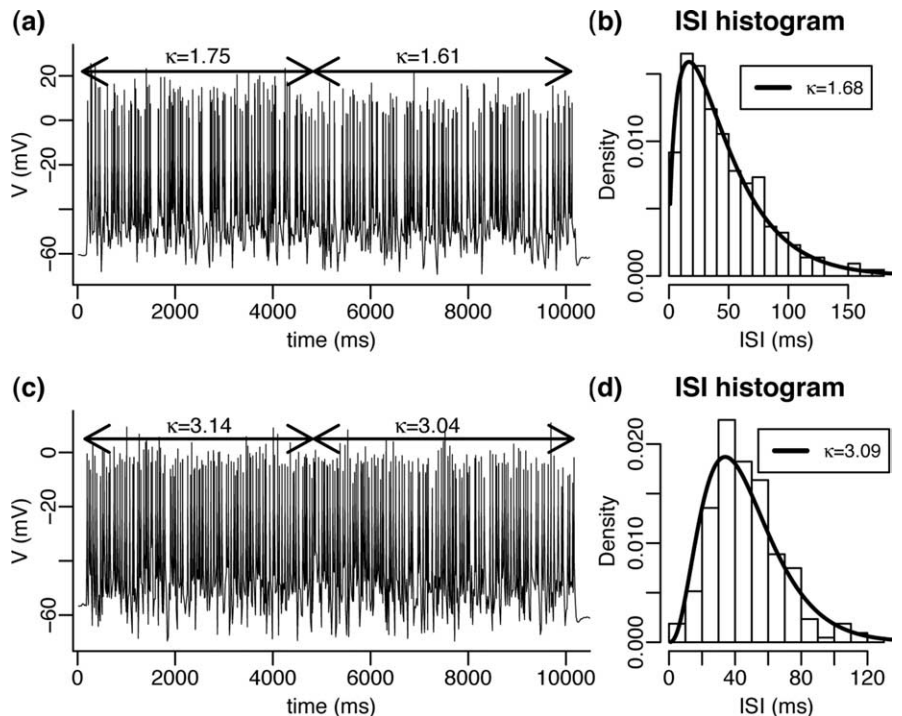 (a)
κ=1.75
κ=1.61
20
0
−20
−60
V (mV)
0
2000
4000
6000
8000
10000
time (ms)
(b)
ISI histogram
κ=1.68
Density
0.010
0.000
0
50
100
150
ISI (ms)
(c)
κ=3.14
κ=3.04
0
−20
−60
V (mV)
0
2000
4000
6000
8000
10000
time (ms)
(d)
ISI histogram
κ=3.09
Density
0.020
0.010
0.000
0
40
80
120
ISI (ms)